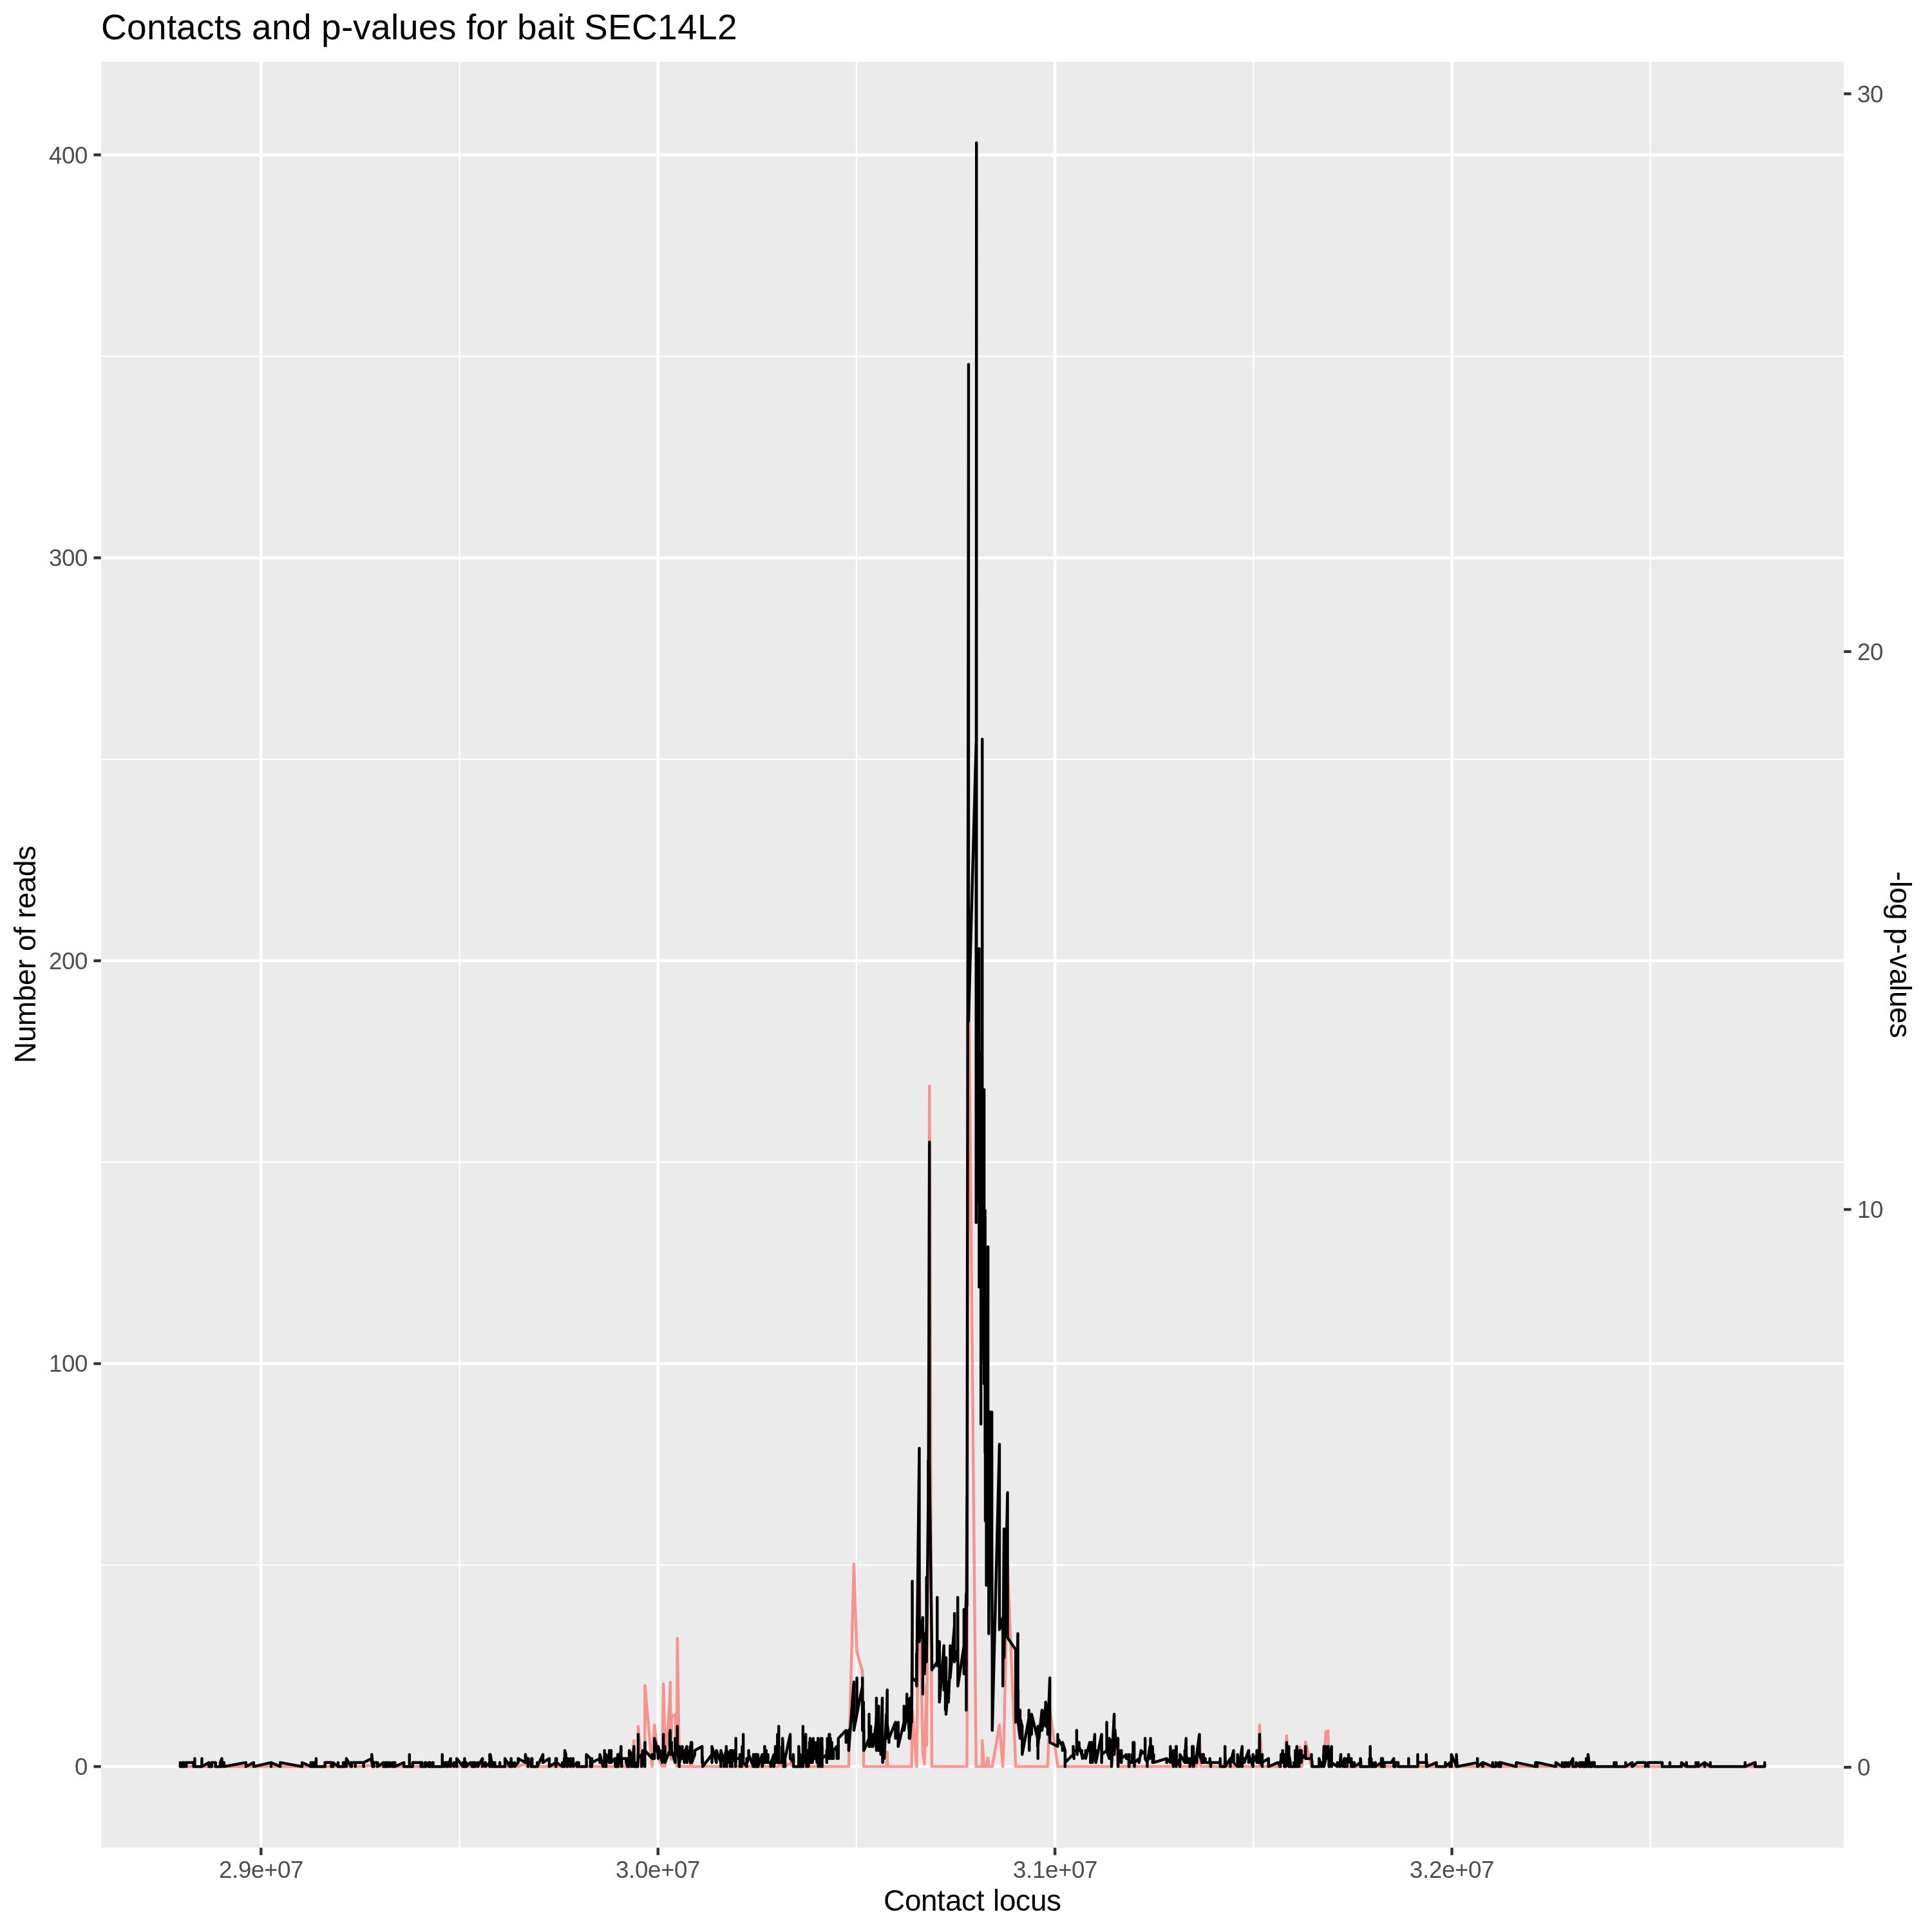 Contacts and p-values for bait SEC14L2
Number of reads
400
300
200
100
0
30
20
10
0
-log p-values
2.9e+07
3.0e+07
3.1e+07
3.2e+07
Contact locus